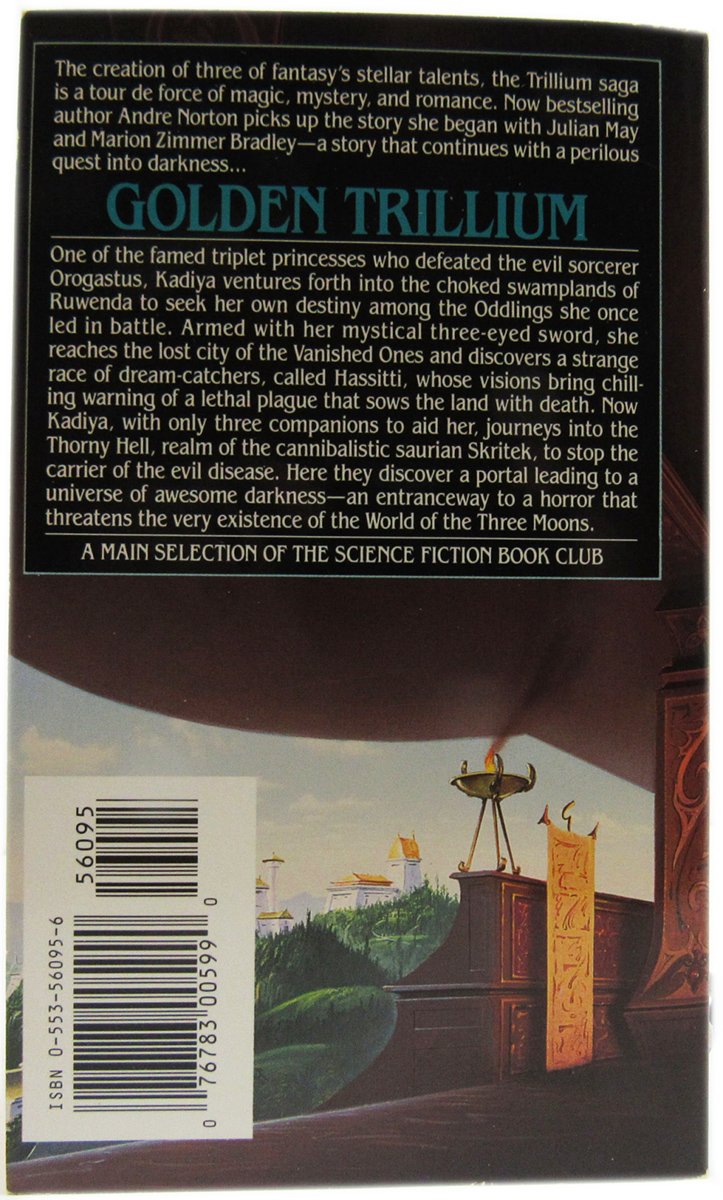 The creation of three of fantasy's stellar talents, the Trillium saga
is a tour de force of magic, mystery, and romance. Now bestselling
author Andre Norton picks up the story she began with Julian May
and Marion Zimmer Bradley—a story that continues with a perilous
quest into darkness...
GOLDEN TRILLIUM
One of the famed triplet princesses who defeated the evil sorcerer
Orogastus, Kadiya ventures forth into the choked swamplands of
Ruwenda to seek her own destiny among the Oddlings she once
led in battle. Armed with her mystical three-eyed sword, she
reaches the lost city of the Vanished Ones and discovers a strange
race of dream-catchers, called Hassitti, whose visions bring chill-
ing warning of a lethal plague that sows the land with death. Now
Kadiya, with only three companions to aid her, journeys into the
Thorny Hell, realm of the cannibalistic saurian Skritek, to stop the
carrier of the evil disease. Here they discover a portal leading to a
universe of awesome darkness—an entranceway to a horror that
threatens the very existence of the World of the Three Moons.
A MAIN SELECTION OF THE SCIENCE FICTION BOOK CLUB
56095
ISBN 0-553-56095-6
0 76783 00599 0